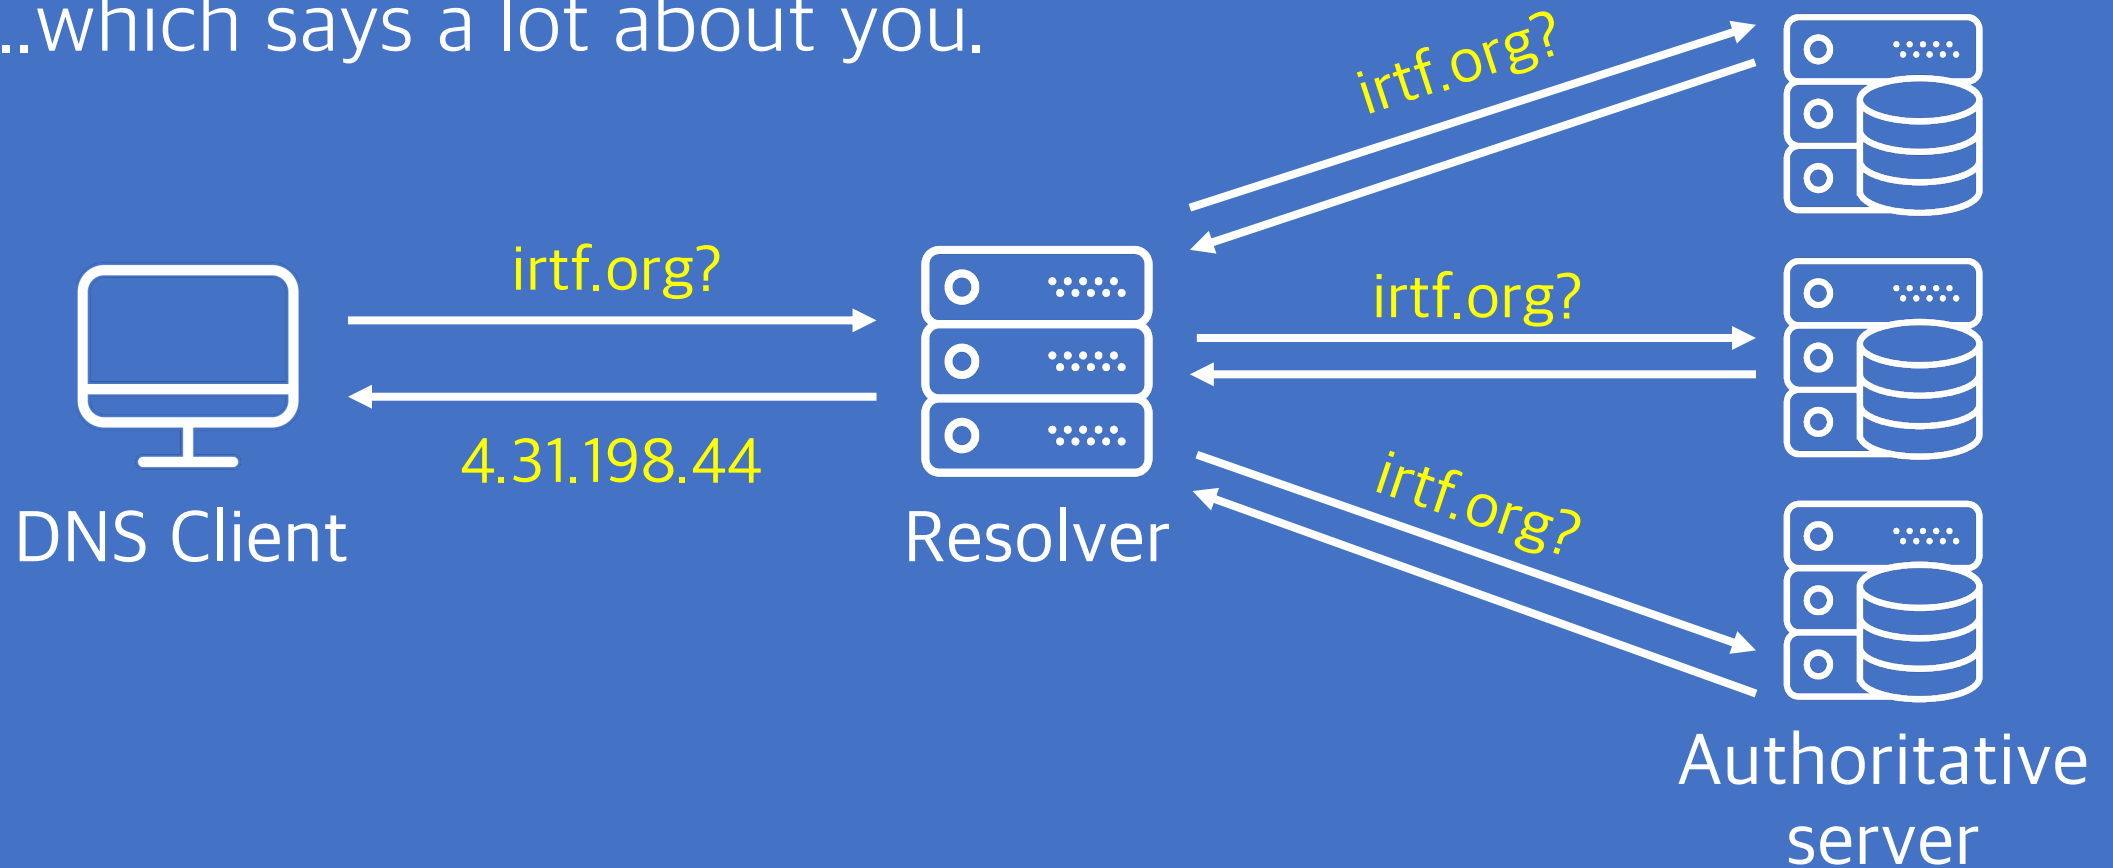 ..which says a lot about you.
irtf.org?
irtf.org?
irtf.org?
4.31.198.44
irtf.org?
DNS Client
Resolver
Authoritative
server